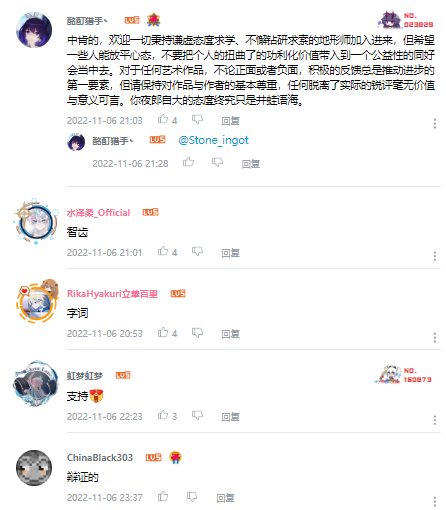 酩酊猎手丶 LV5
NO.
023829
中肯的，欢迎一切秉持谦虚态度求学、不懈钻研求索的地形师加入进来，但希望
一些人能放平心态，不要把个人的扭曲了的功利化价值带入到一个公益性的同好
会当中去。对于任何艺术作品，不论正面或者负面，积极的反馈总是推动进步的
第一要素，但请保持对作品与作者的基本尊重，任何脱离了实际的锐评毫无价值
与意义可言。你夜郎自大的态度终究只是井蛙语海。
2022-11-06 21:03 4 回复
酩酊猎手丶 LV5 @Stone_ingot
2022-11-06 21:28 回复
水泽柔_Official LV5
智齿
2022-11-06 21:01 4 回复
RikaHyakuri立華百里 LV5
字词
2022-11-06 20:53 4 回复
虹梦虹梦 LV5
NO.
160873
支持😍
2022-11-06 22:23 3 回复
ChinaBlack303 LV5
辩证的
2022-11-06 23:37 回复